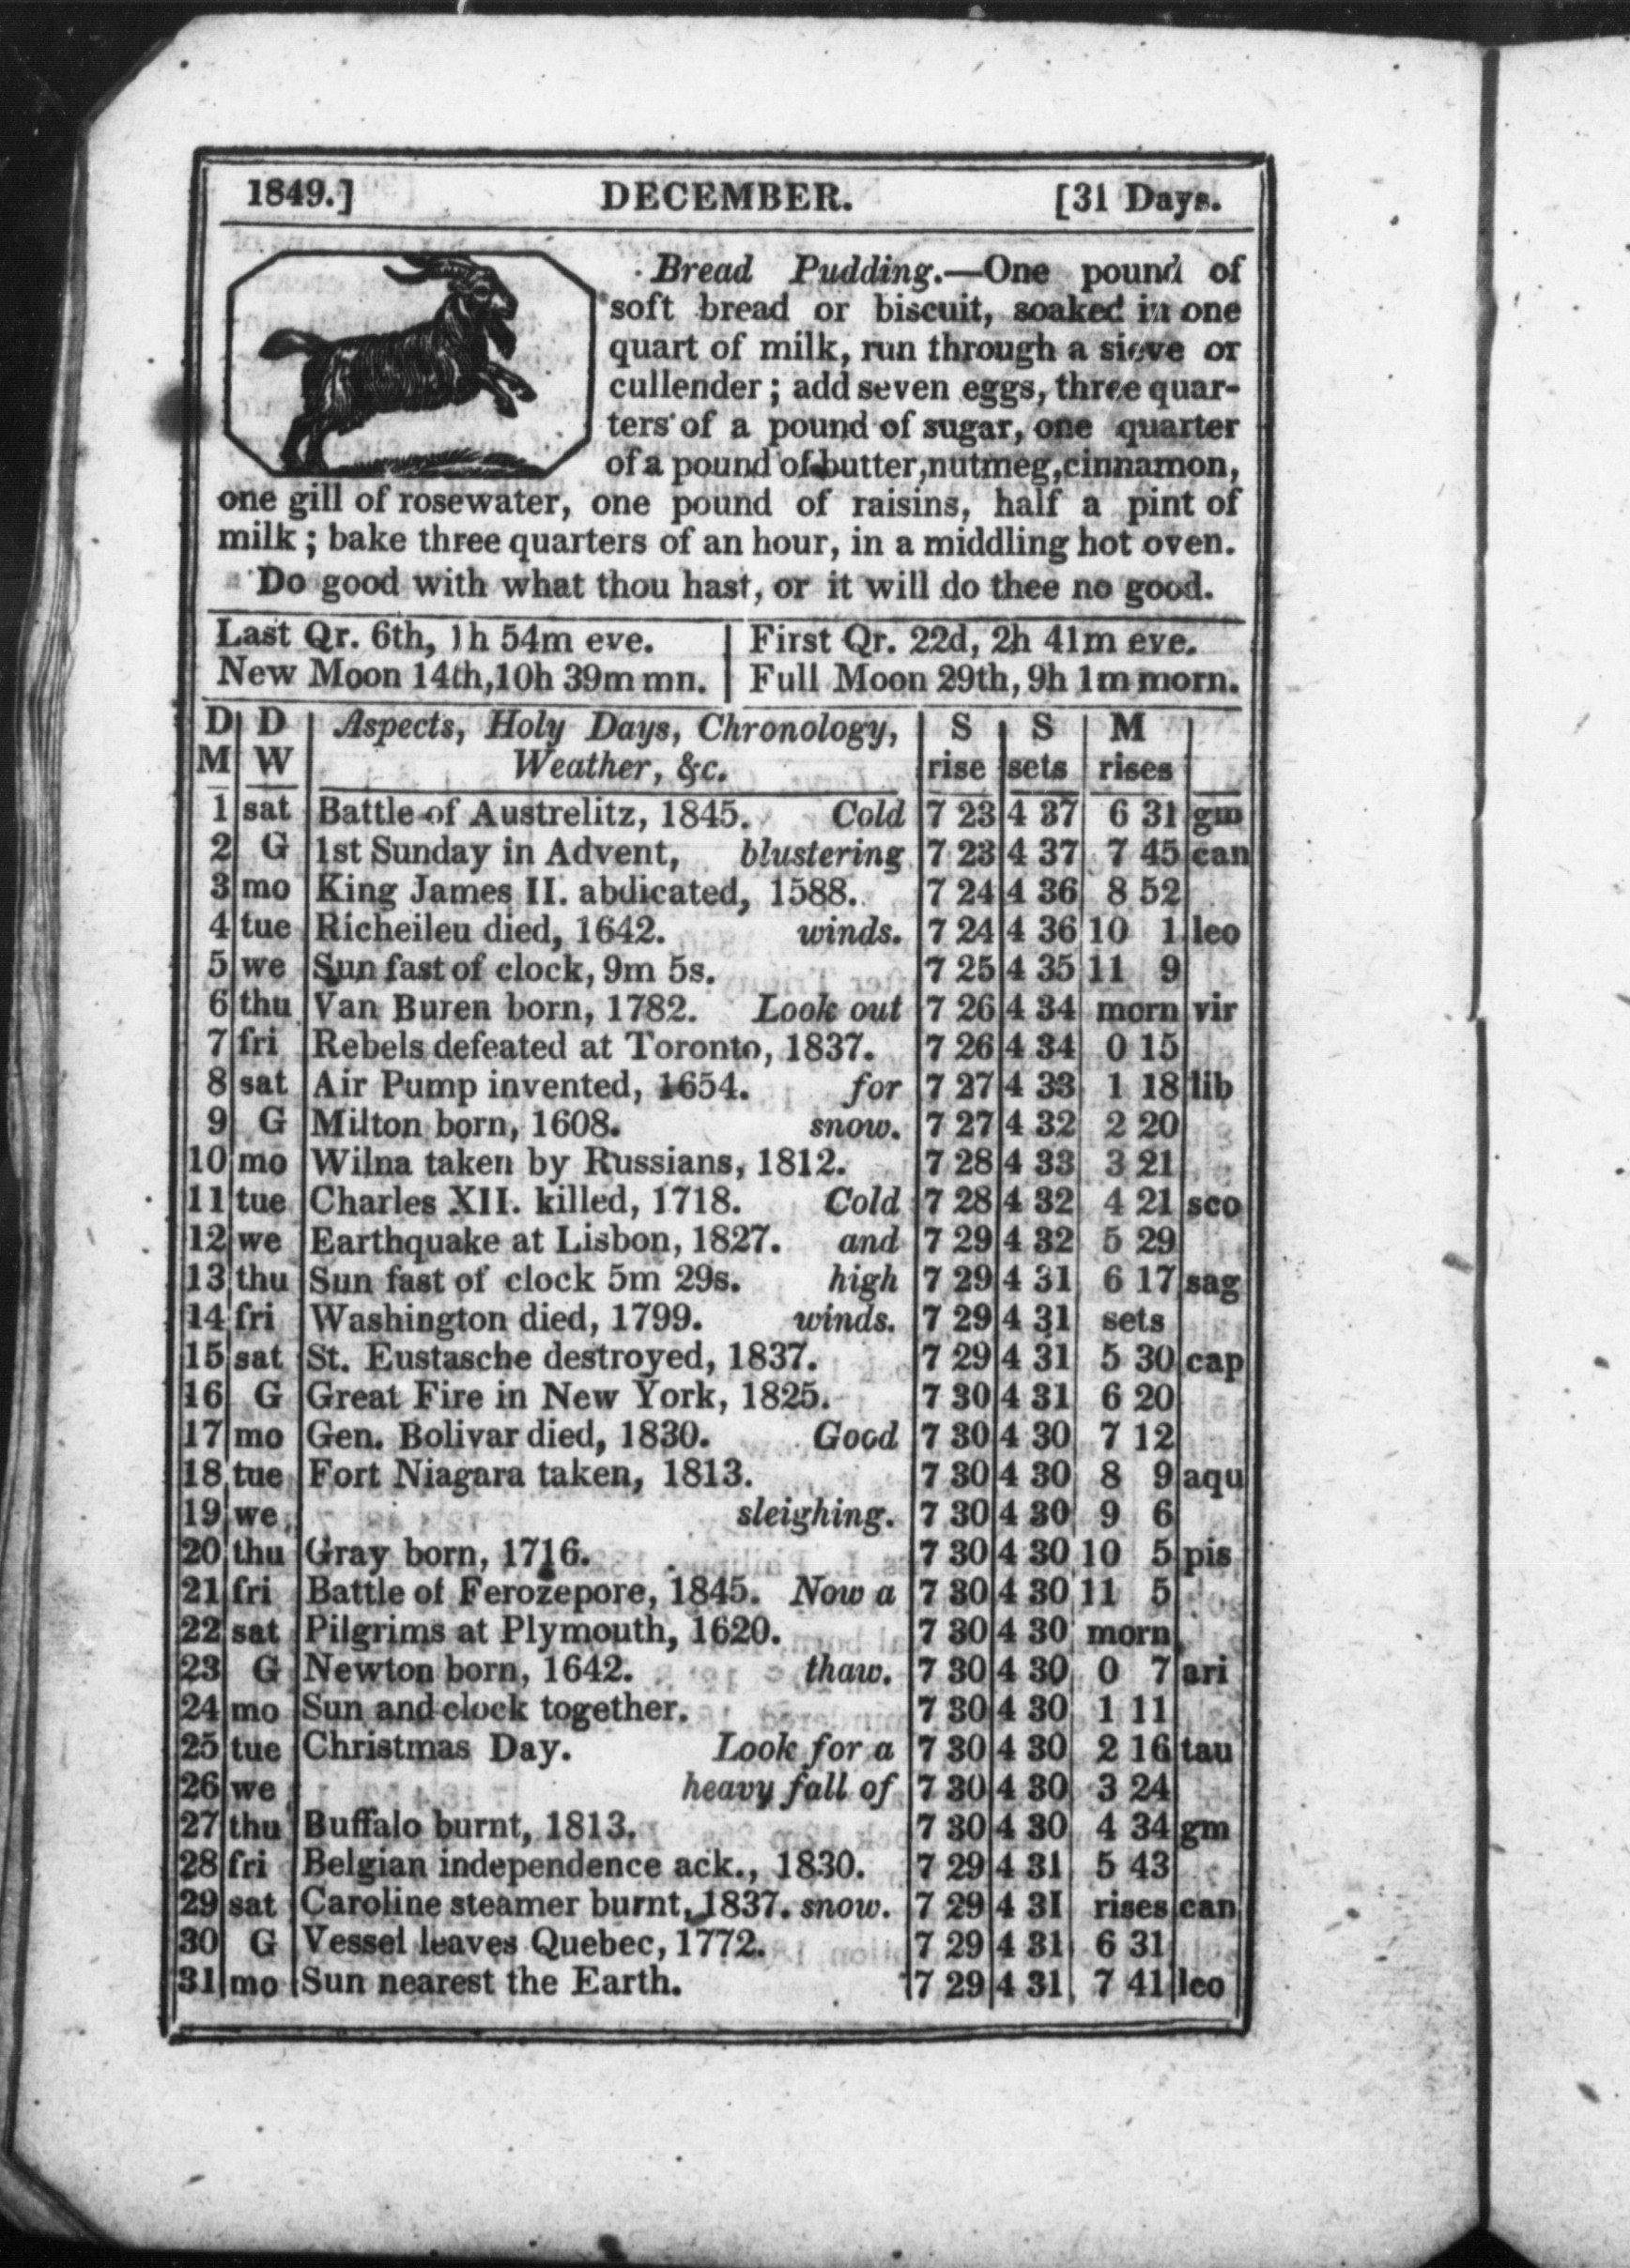 1849.] DECEMBER. [31 Days.
Bread Pudding.—One pound of
soft bread or biscuit, soaked in one
quart of milk, run through a sieve or
cullender; add seven eggs, three quar-
ters of a pound of sugar, one quarter
of a pound of butter, nutmeg, cinnamon,
one gill of rosewater, one pound of raisins, half a pint of
milk; bake three quarters of an hour, in a middling hot oven.
Do good with what thou hast, or it will do thee no good.
Last Qr. 6th, 1h 54m eve. | First Qr. 22d, 2h 41m eve.
New Moon 14th, 10h 39m mn. | Full Moon 29th, 9h 1m morn.
D D Aspects, Holy Days, Chronology, S S M
M W Weather, &c. rise sets rises
1 sat Battle of Austrelitz, 1845. Cold 7 23 4 37 6 31 gm
2 G 1st Sunday in Advent, blustering 7 23 4 37 7 45 can
3 mo King James II. abdicated, 1588. 7 24 4 36 8 52
4 tue Richeileu died, 1642. winds. 7 24 4 36 10 1 leo
5 we Sun fast of clock, 9m 5s. 7 25 4 35 11 9
6 thu Van Buren born, 1782. Look out 7 26 4 34 morn vir
7 fri Rebels defeated at Toronto, 1837. 7 26 4 34 0 15
8 sat Air Pump invented, 1654. for 7 27 4 33 1 18 lib
9 G Milton born, 1608. snow. 7 27 4 32 2 20
10 mo Wilna taken by Russians, 1812. 7 28 4 33 3 21
11 tue Charles XII. killed, 1718. Cold 7 28 4 32 4 21 sco
12 we Earthquake at Lisbon, 1827. and 7 29 4 32 5 29
13 thu Sun fast of clock 5m 29s. high 7 29 4 31 6 17 sag
14 fri Washington died, 1799. winds. 7 29 4 31 sets
15 sat St. Eustasche destroyed, 1837. 7 29 4 31 5 30 cap
16 G Great Fire in New York, 1825. 7 30 4 31 6 20
17 mo Gen. Bolivar died, 1830. Good 7 30 4 30 7 12
18 tue Fort Niagara taken, 1813. 7 30 4 30 8 9 aqu
19 we sleighing. 7 30 4 30 9 6
20 thu Gray born, 1716. 7 30 4 30 10 5 pis
21 fri Battle of Ferozepore, 1845. Now a 7 30 4 30 11 5
22 sat Pilgrims at Plymouth, 1620. 7 30 4 30 morn
23 G Newton born, 1642. thaw. 7 30 4 30 0 7 ari
24 mo Sun and clock together. 7 30 4 30 1 11
25 tue Christmas Day. Look for a 7 30 4 30 2 16 tau
26 we heavy fall of 7 30 4 30 3 24
27 thu Buffalo burnt, 1813. 7 30 4 30 4 34 gm
28 fri Belgian independence ack., 1830. 7 29 4 31 5 43
29 sat Caroline steamer burnt, 1837. snow. 7 29 4 31 rises can
30 G Vessel leaves Quebec, 1772. 7 29 4 31 6 31
31 mo Sun nearest the Earth. 7 29 4 31 7 41 leo